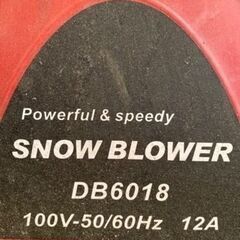 Powerful & speedy
SNOW BLOWER
DB6018
100V-50/60Hz 12A